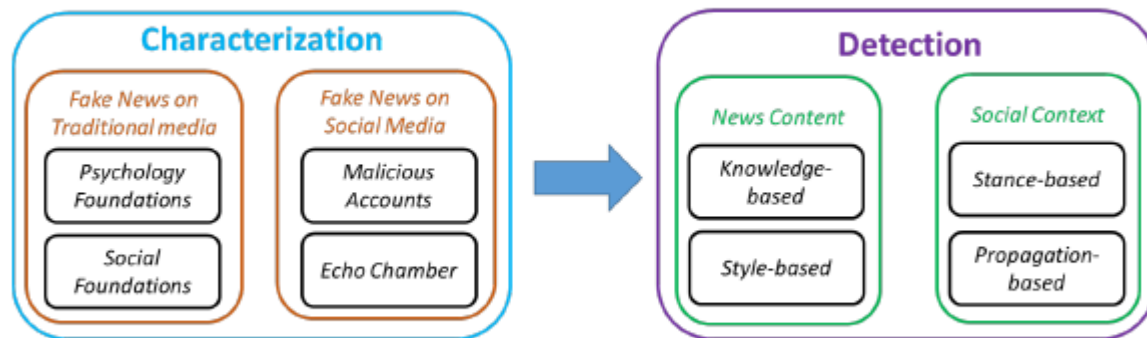 Characterization
Fake News on
Traditional media
Psychology
Foundations
Social
Foundations
Fake News on
Social Media
Malicious
Accounts
Echo Chamber
Detection
News Content
Knowledge-
based
Style-based
Social Context
Stance-based
Propagation-
based